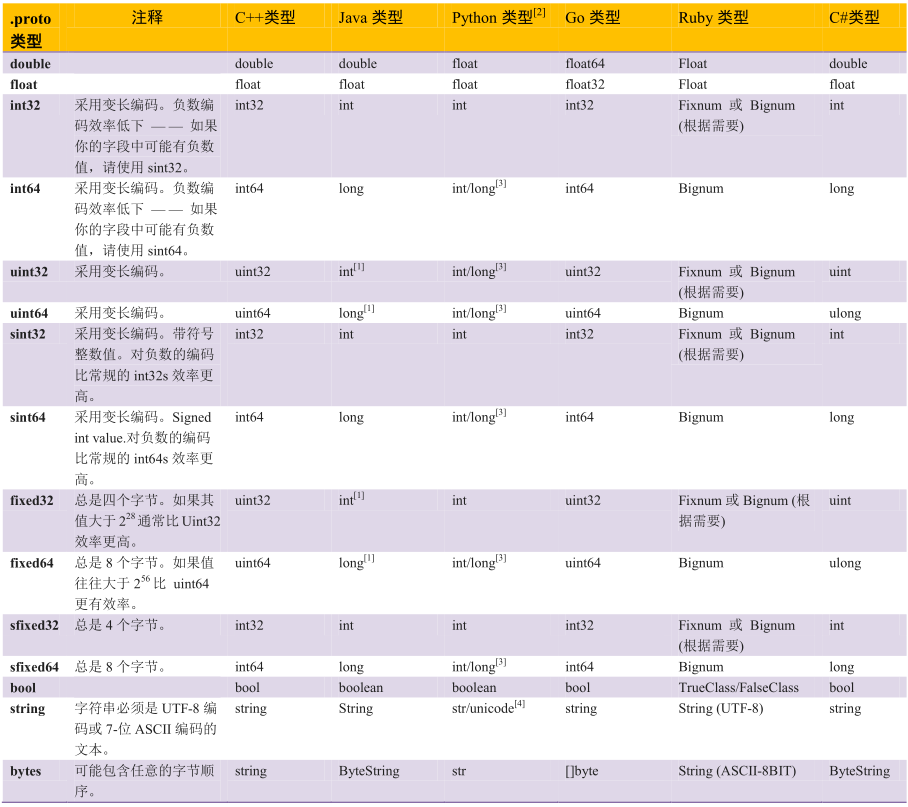 .proto 类型 注释 C++类型 Java 类型 Python 类型[2] Go 类型 Ruby 类型 C#类型
double double double float float64 Float double
float float float float float32 Float float
int32 采用变长编码。负数编 int32 int int int32 Fixnum 或 Bignum int
码效率低下 —— 如果 (根据需要)
你的字段中可能有负数
值，请使用 sint32。
int64 采用变长编码。负数编 int64 long int/long[3] int64 Bignum long
码效率低下 —— 如果
你的字段中可能有负数
值，请使用 sint64。
uint32 采用变长编码。 uint32 int[1] int/long[3] uint32 Fixnum 或 Bignum uint
(根据需要)
uint64 采用变长编码。 uint64 long[1] int/long[3] uint64 Bignum ulong
sint32 采用变长编码。带符号 int32 int int int32 Fixnum 或 Bignum int
整数值。对负数的编码 (根据需要)
比常规的 int32s 效率更
高。
sint64 采用变长编码。Signed int64 long int/long[3] int64 Bignum long
int value.对负数的编码
比常规的 int64s 效率更
高。
fixed32 总是四个字节。如果其 uint32 int[1] int uint32 Fixnum 或 Bignum (根 uint
值大于 2^28 通常比 Uint32 据需要)
效率更高。
fixed64 总是 8 个字节。如果值 uint64 long[1] int/long[3] uint64 Bignum ulong
往往大于 2^56 比 uint64
更有效率。
sfixed32 总是 4 个字节。 int32 int int int32 Fixnum 或 Bignum int
(根据需要)
sfixed64 总是 8 个字节。 int64 long int/long[3] int64 Bignum long
bool bool boolean boolean bool TrueClass/FalseClass bool
string 字符串必须是 UTF-8 编 string String str/unicode[4] string String (UTF-8) string
码或 7-位 ASCII 编码的
文本。
bytes 可能包含任意的字节顺 string ByteString str []byte String (ASCII-8BIT) ByteString
序。